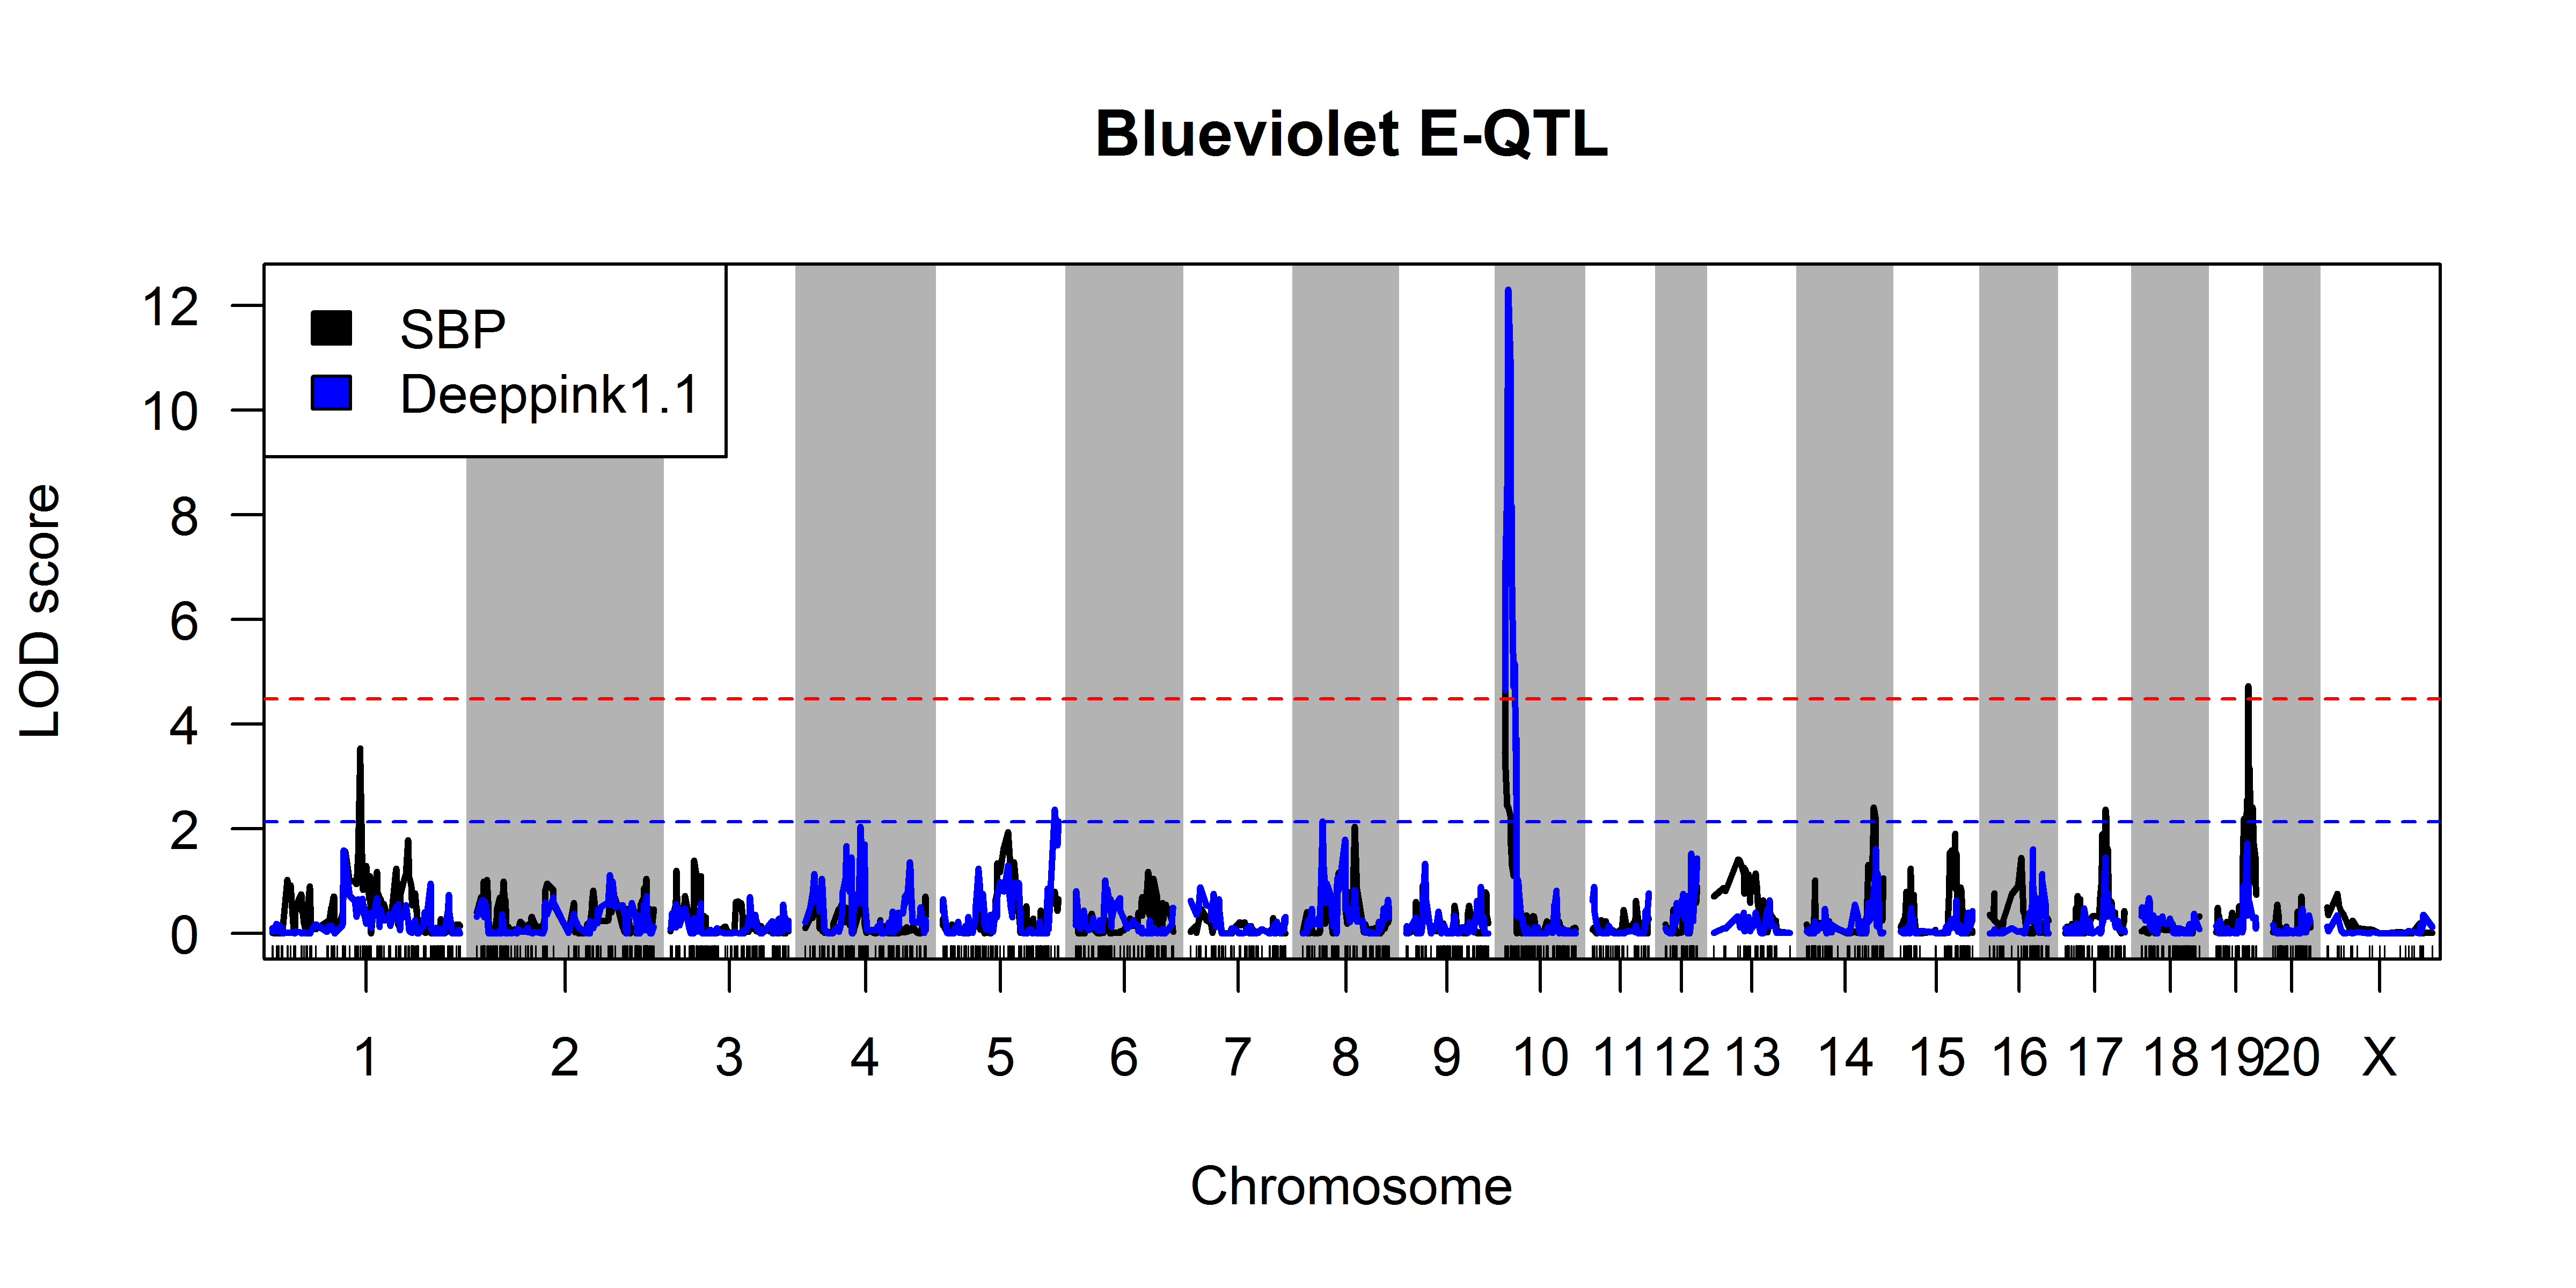 Blueviolet E-QTL
SBP
Deeppink1.1
LOD score
12
10
8
6
4
2
0
1 2 3 4 5 6 7 8 9 10 11 12 13 14 15 16 17 18 19 20 X
Chromosome